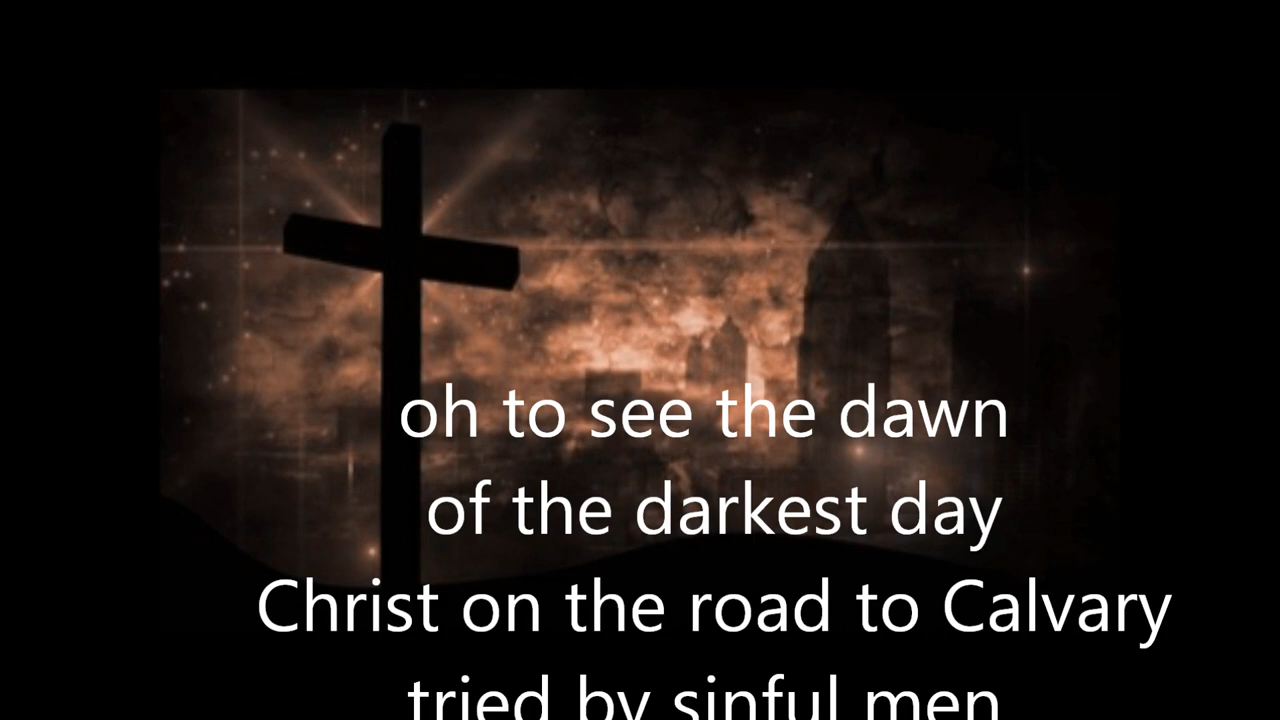 oh to see the dawn
of the darkest day
Christ on the road to Calvary
tried by sinful men